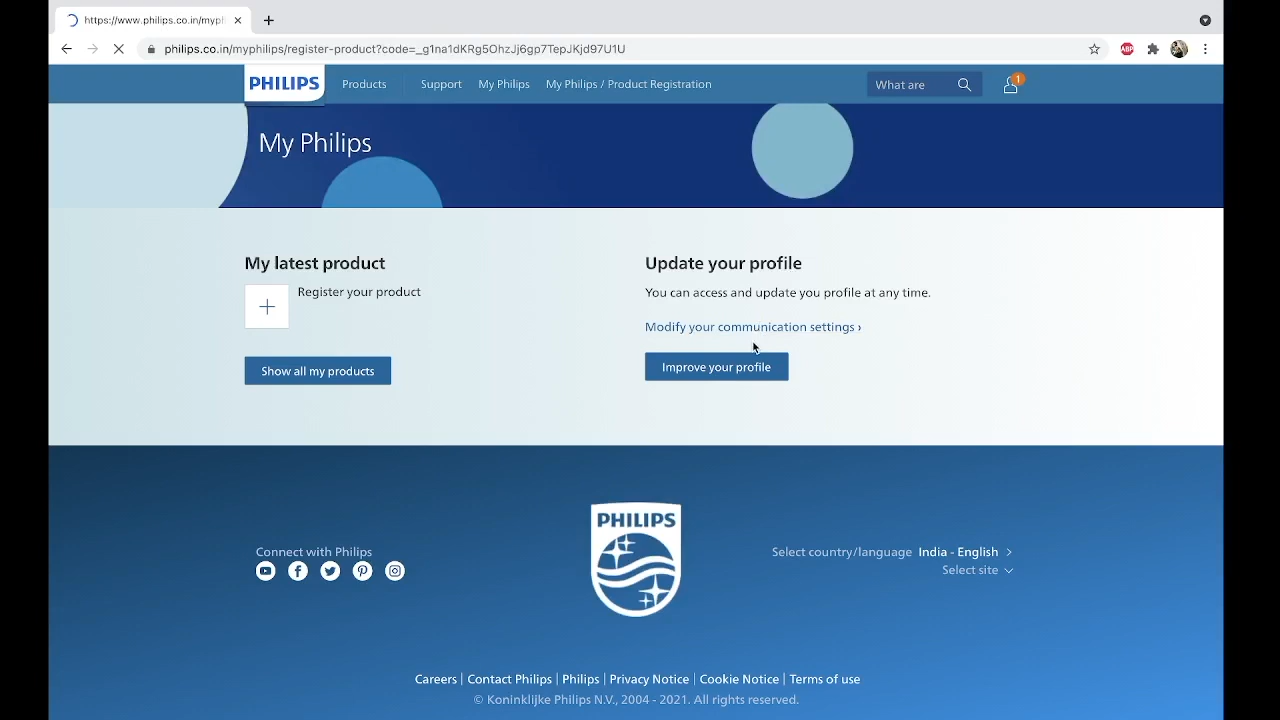 https://www.philips.co.in/mypl
philips.co.in/myphilips/register-product?code=_g1na1dKRg5OhzJj6gp7TepJKjd97U1U
ABP
PHILIPS
Products
Support
My Philips
My Philips / Product Registration
What are
1
My Philips
My latest product
Register your product
Show all my products
Update your profile
You can access and update you profile at any time.
Modify your communication settings ›
Improve your profile
Connect with Philips
PHILIPS
Select country/language India - English
Select site
Careers | Contact Philips | Philips | Privacy Notice | Cookie Notice | Terms of use
© Koninklijke Philips N.V., 2004 - 2021. All rights reserved.